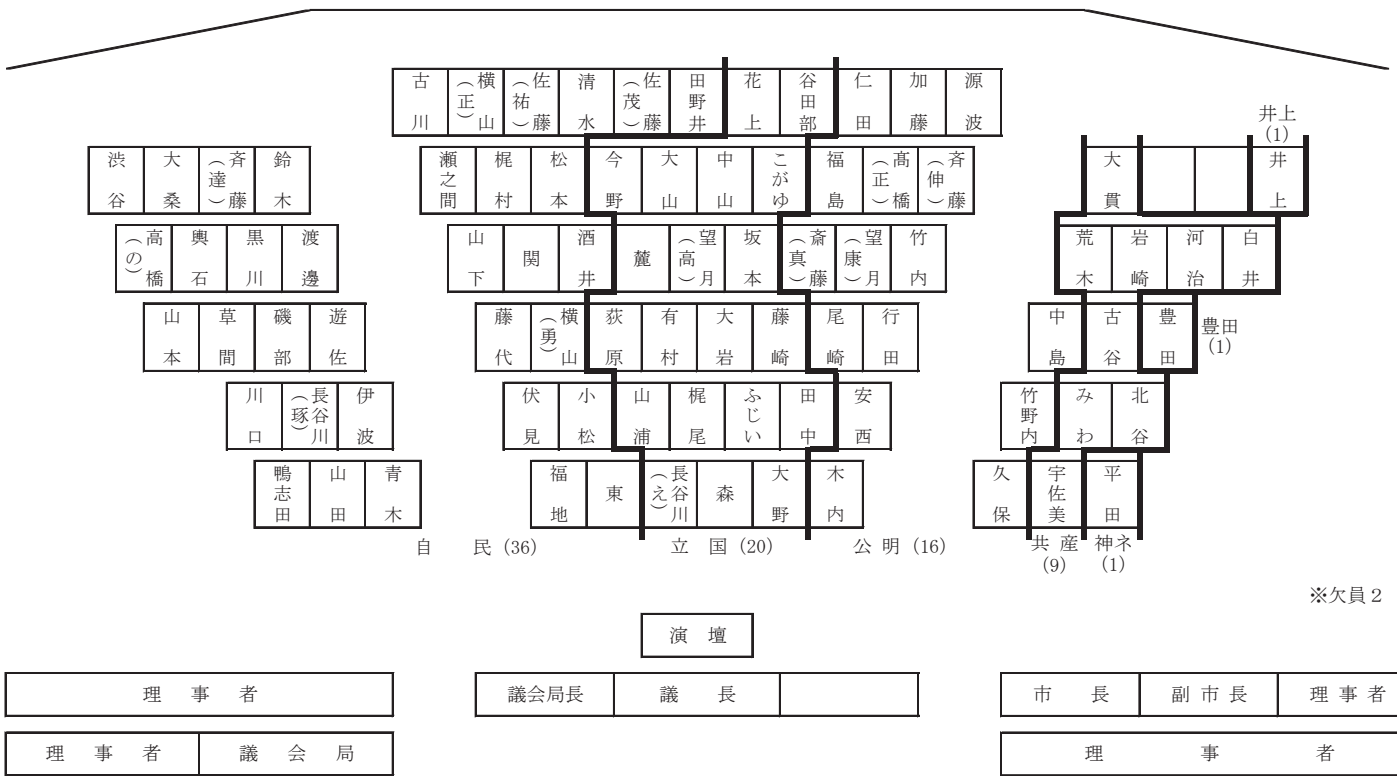 古川 横山（正） 佐藤（祐） 清水 佐藤（茂） 田野井 花上 谷田部 仁田 加藤 源波
井上
(1)
渋谷 大桑 斉藤（達） 鈴木 瀬之間 梶村 松本 今野 大山 中山 こがゆ 福島 髙橋（正） 斉藤（伸） 大貫 井上
高橋（の） 輿石 黒川 渡邊 山下 関 酒井 麓 望月（高） 坂本 斎藤（真） 望月（康） 竹内 荒木 岩崎 河治 白井
山本 草間 磯部 遊佐 藤代 横山（勇） 荻原 有村 大岩 藤崎 尾崎 行田 中島 古谷 豊田
豊田
(1)
川口 長谷川（琢） 伊波 伏見 小松 山浦 梶尾 ふじい 田中 安西 竹野内 みわ 北谷
鴨志田 山田 青木 福地 東 長谷川（え） 森 大野 木内 久保 宇佐美 平田
自民 (36) 立国 (20) 公明 (16) 共産 (9) 神ネ (1)
※欠員２
演壇
理事者 議会局長 議長 市長 副市長 理事者
理事者 議会局 理事者